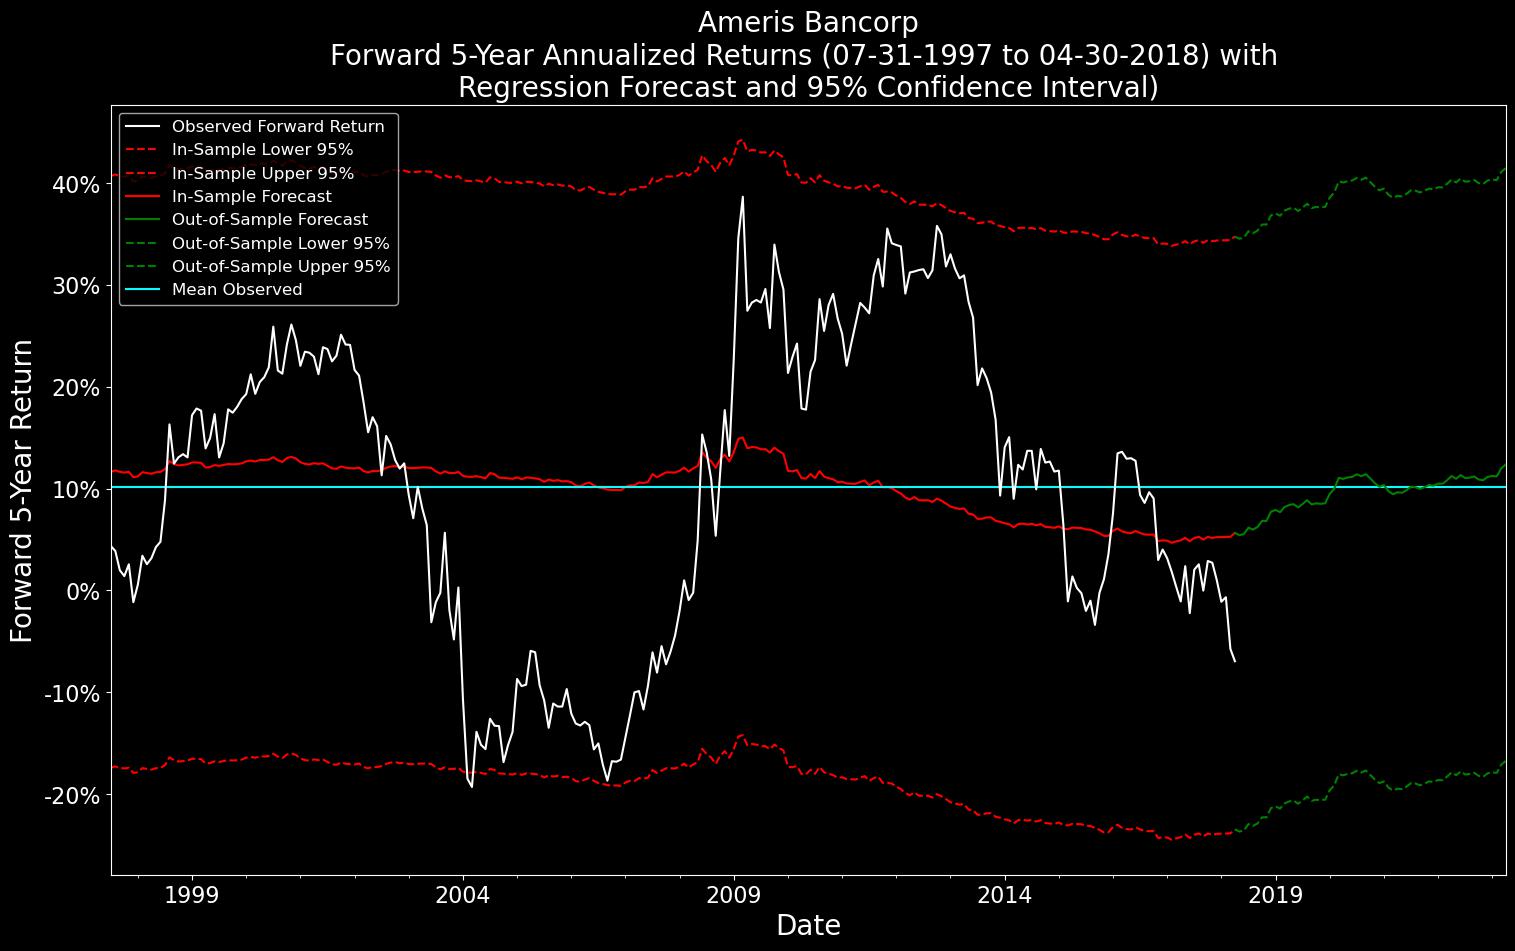 Ameris Bancorp
Forward 5-Year Annualized Returns (07-31-1997 to 04-30-2018) with
Regression Forecast and 95% Confidence Interval)
Observed Forward Return
In-Sample Lower 95%
In-Sample Upper 95%
In-Sample Forecast
Out-of-Sample Forecast
Out-of-Sample Lower 95%
Out-of-Sample Upper 95%
Mean Observed
Forward 5-Year Return
40%
30%
20%
10%
0%
-10%
-20%
1999
2004
2009
2014
2019
Date